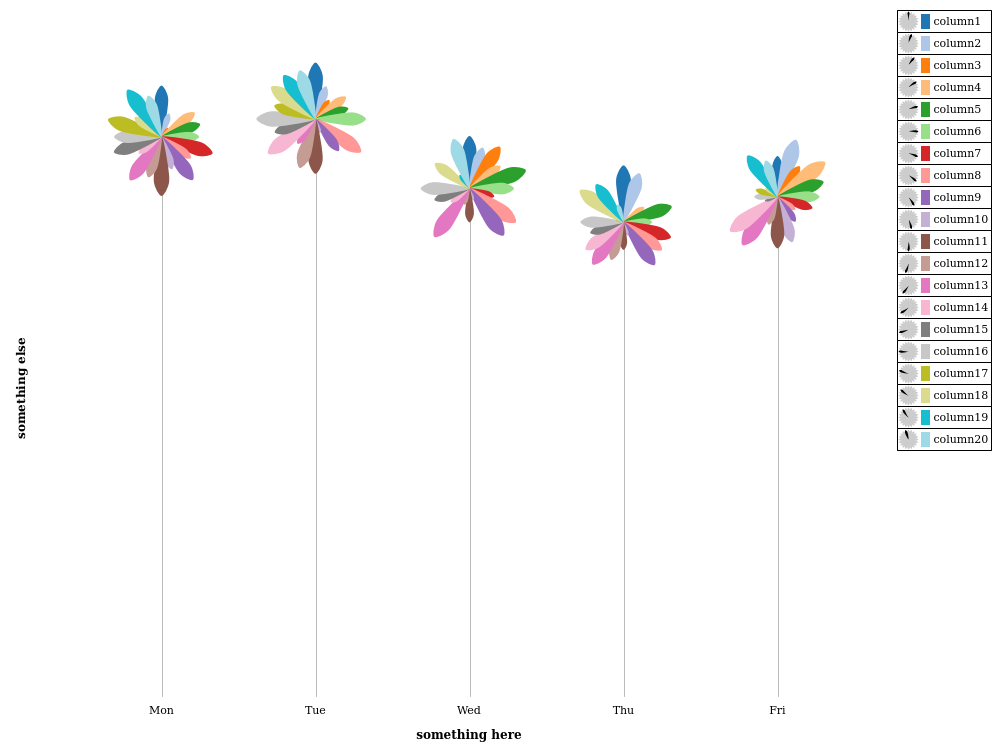 column1
column2
column3
column4
column5
column6
column7
column8
column9
column10
column11
column12
column13
column14
column15
column16
column17
column18
column19
column20
something else
Mon Tue Wed Thu Fri
something here